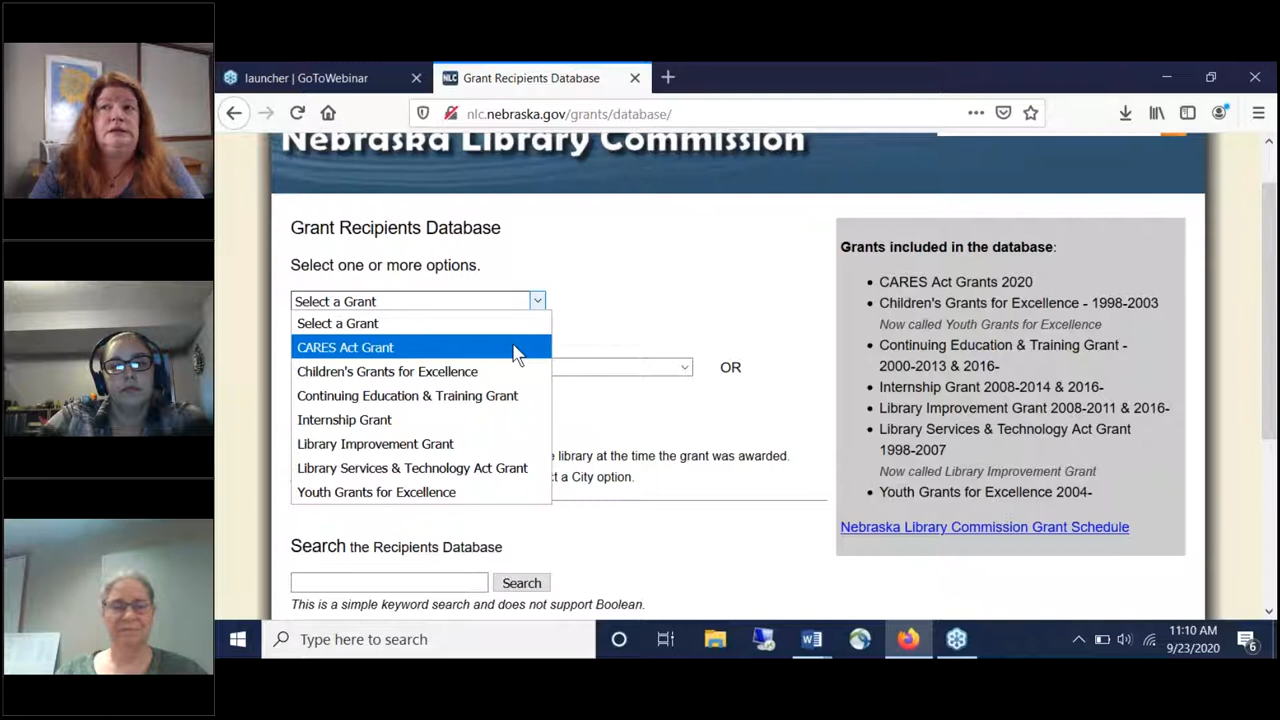 launcher | GoToWebinar
NLC Grant Recipients Database
nlc.nebraska.gov/grants/database/
Nebraska Library Commission
Grant Recipients Database
Select one or more options.
Select a Grant
Select a Grant
CARES Act Grant
Children's Grants for Excellence
Continuing Education & Training Grant
Internship Grant
Library Improvement Grant
Library Services & Technology Act Grant
Youth Grants for Excellence
OR
library at the time the grant was awarded.
t a City option.
Search the Recipients Database
Search
This is a simple keyword search and does not support Boolean.
Grants included in the database:
CARES Act Grants 2020
Children's Grants for Excellence - 1998-2003
Now called Youth Grants for Excellence
Continuing Education & Training Grant -
2000-2013 & 2016-
Internship Grant 2008-2014 & 2016-
Library Improvement Grant 2008-2011 & 2016-
Library Services & Technology Act Grant
1998-2007
Now called Library Improvement Grant
Youth Grants for Excellence 2004-
Nebraska Library Commission Grant Schedule
Type here to search
11:10 AM
9/23/2020
6